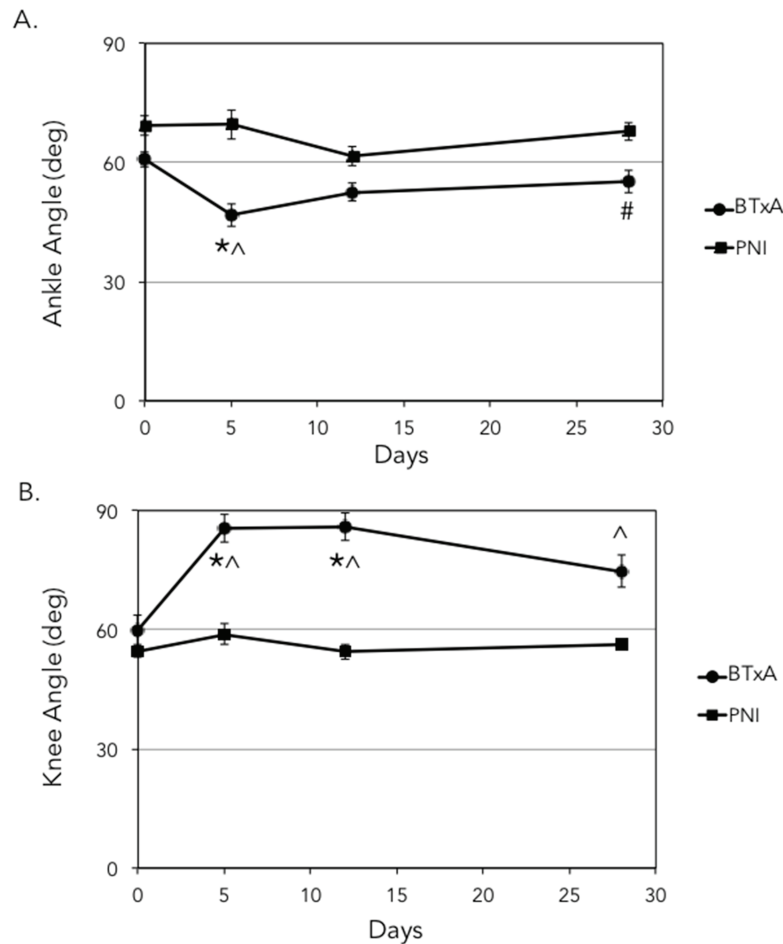 A.
90
60
30
0
Ankle Angle (deg)
*^
#
0 5 10 15 20 25 30
Days
BTxA
PNI
B.
90
60
30
0
Knee Angle (deg)
*^ *^ ^
0 5 10 15 20 25 30
Days
BTxA
PNI